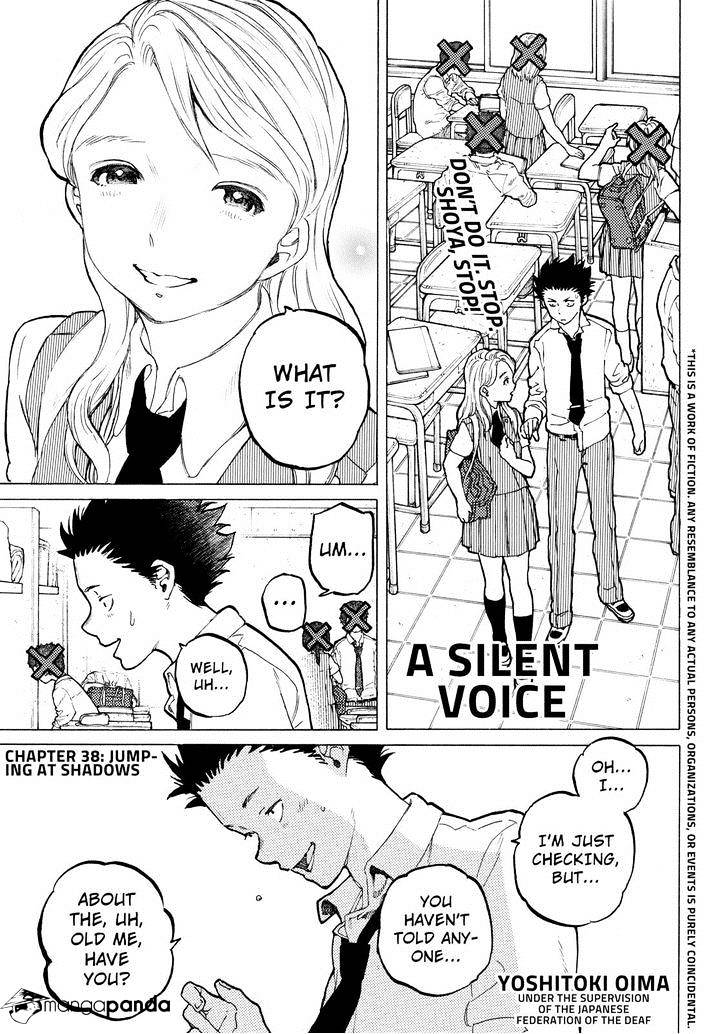 DON'T DO IT. STOP.
SHOYA, STOP!
WHAT
IS IT?
A SILENT
VOICE
UM...
...
WELL,
UH...
CHAPTER 38: JUMP-
ING AT SHADOWS
OH...
I...
I'M JUST
CHECKING,
BUT...
YOU
HAVEN'T
TOLD ANY-
ONE...
ABOUT
THE, UH,
OLD ME,
HAVE
YOU?
YOSHITOKI OIMA
UNDER THE SUPERVISION
OF THE JAPANESE
FEDERATION OF THE DEAF
*THIS IS A WORK OF FICTION. ANY RESEMBLANCE TO ANY ACTUAL PERSONS, ORGANIZATIONS, OR EVENTS IS PURELY COINCIDENTAL.
mangapanda